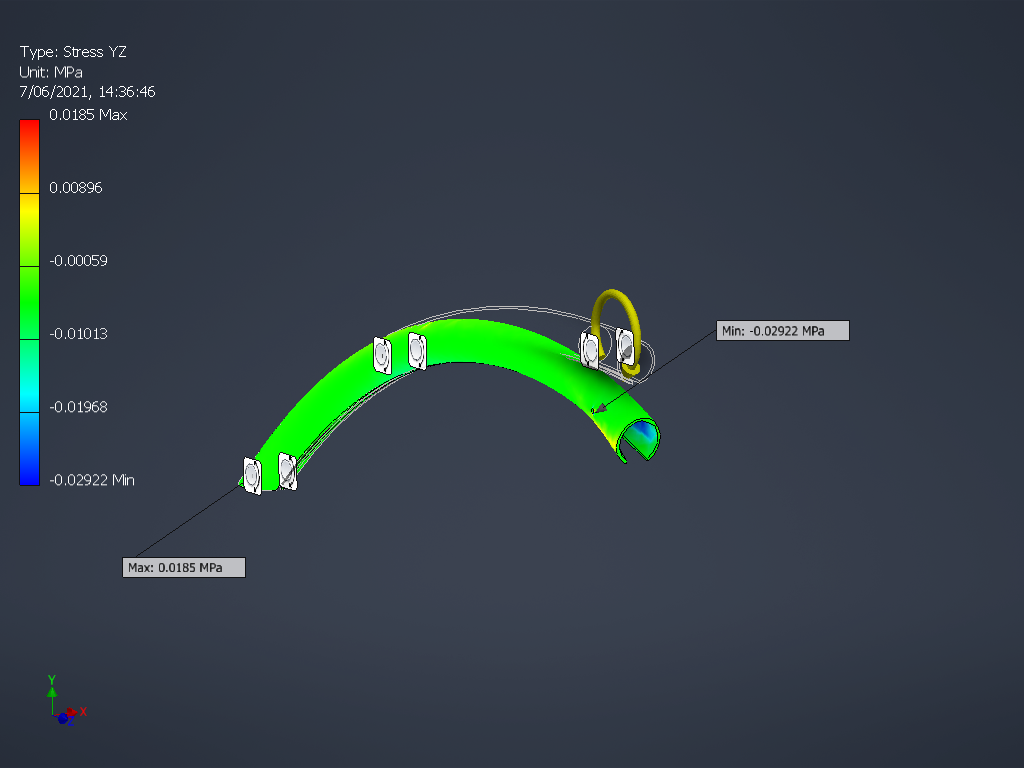 Type: Stress YZ
Unit: MPa
7/06/2021, 14:36:46
0.0185 Max
0.00896
-0.00059
-0.01013
-0.01968
-0.02922 Min
Min: -0.02922 MPa
Max: 0.0185 MPa
Y
X
Z